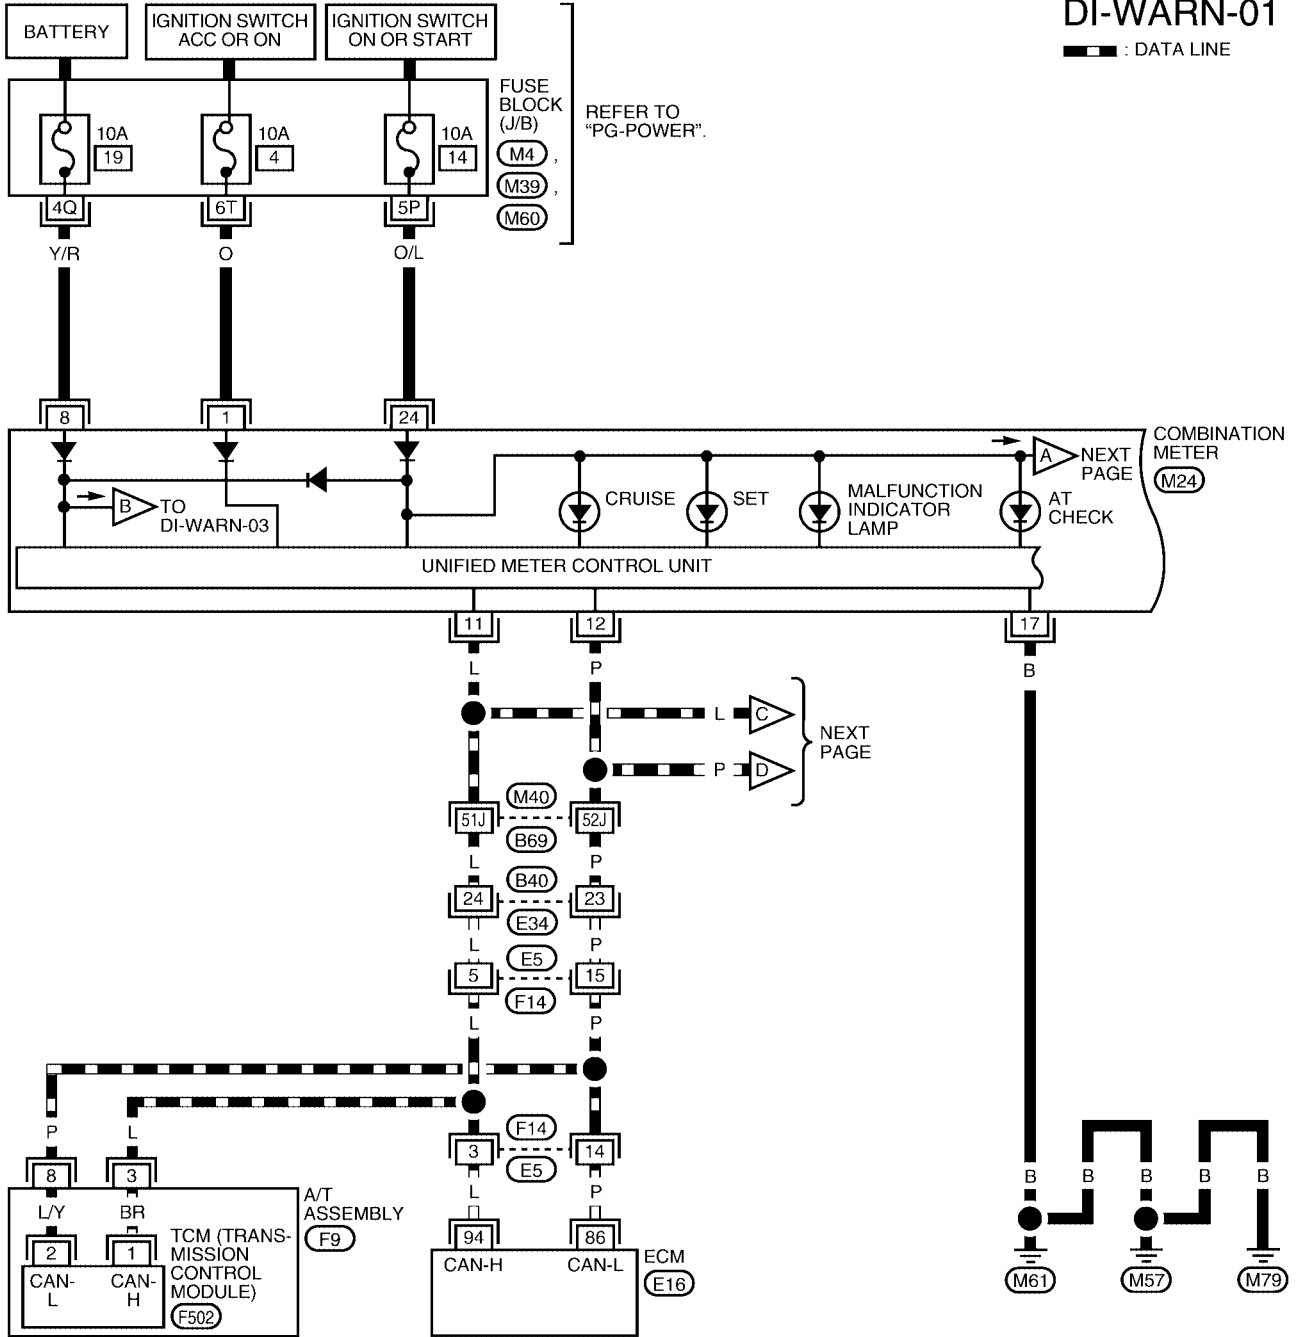 DI-WARN-01
: DATA LINE
BATTERY
IGNITION SWITCH
ACC OR ON
IGNITION SWITCH
ON OR START
FUSE
BLOCK
(J/B)
M4 ,
M39 ,
M60
REFER TO
“PG-POWER”.
10A
19
10A
4
10A
14
4Q
6T
5P
Y/R
O
O/L
8
1
24
COMBINATION
METER
M24
A
NEXT
PAGE
B
TO
DI-WARN-03
CRUISE
SET
MALFUNCTION
INDICATOR
LAMP
AT
CHECK
UNIFIED METER CONTROL UNIT
11
12
17
L
P
B
L
C
P
D
NEXT
PAGE
M40
51J
52J
B69
L
P
B40
24
23
E34
L
P
E5
5
15
F14
L
P
P
L
F14
3
14
E5
L
P
8
3
L/Y
BR
2
1
CAN-
L
CAN-
H
TCM (TRANS-
MISSION
CONTROL
MODULE)
F502
A/T
ASSEMBLY
F9
94
86
CAN-H
CAN-L
ECM
E16
B
B
B
B
B
M61
M57
M79